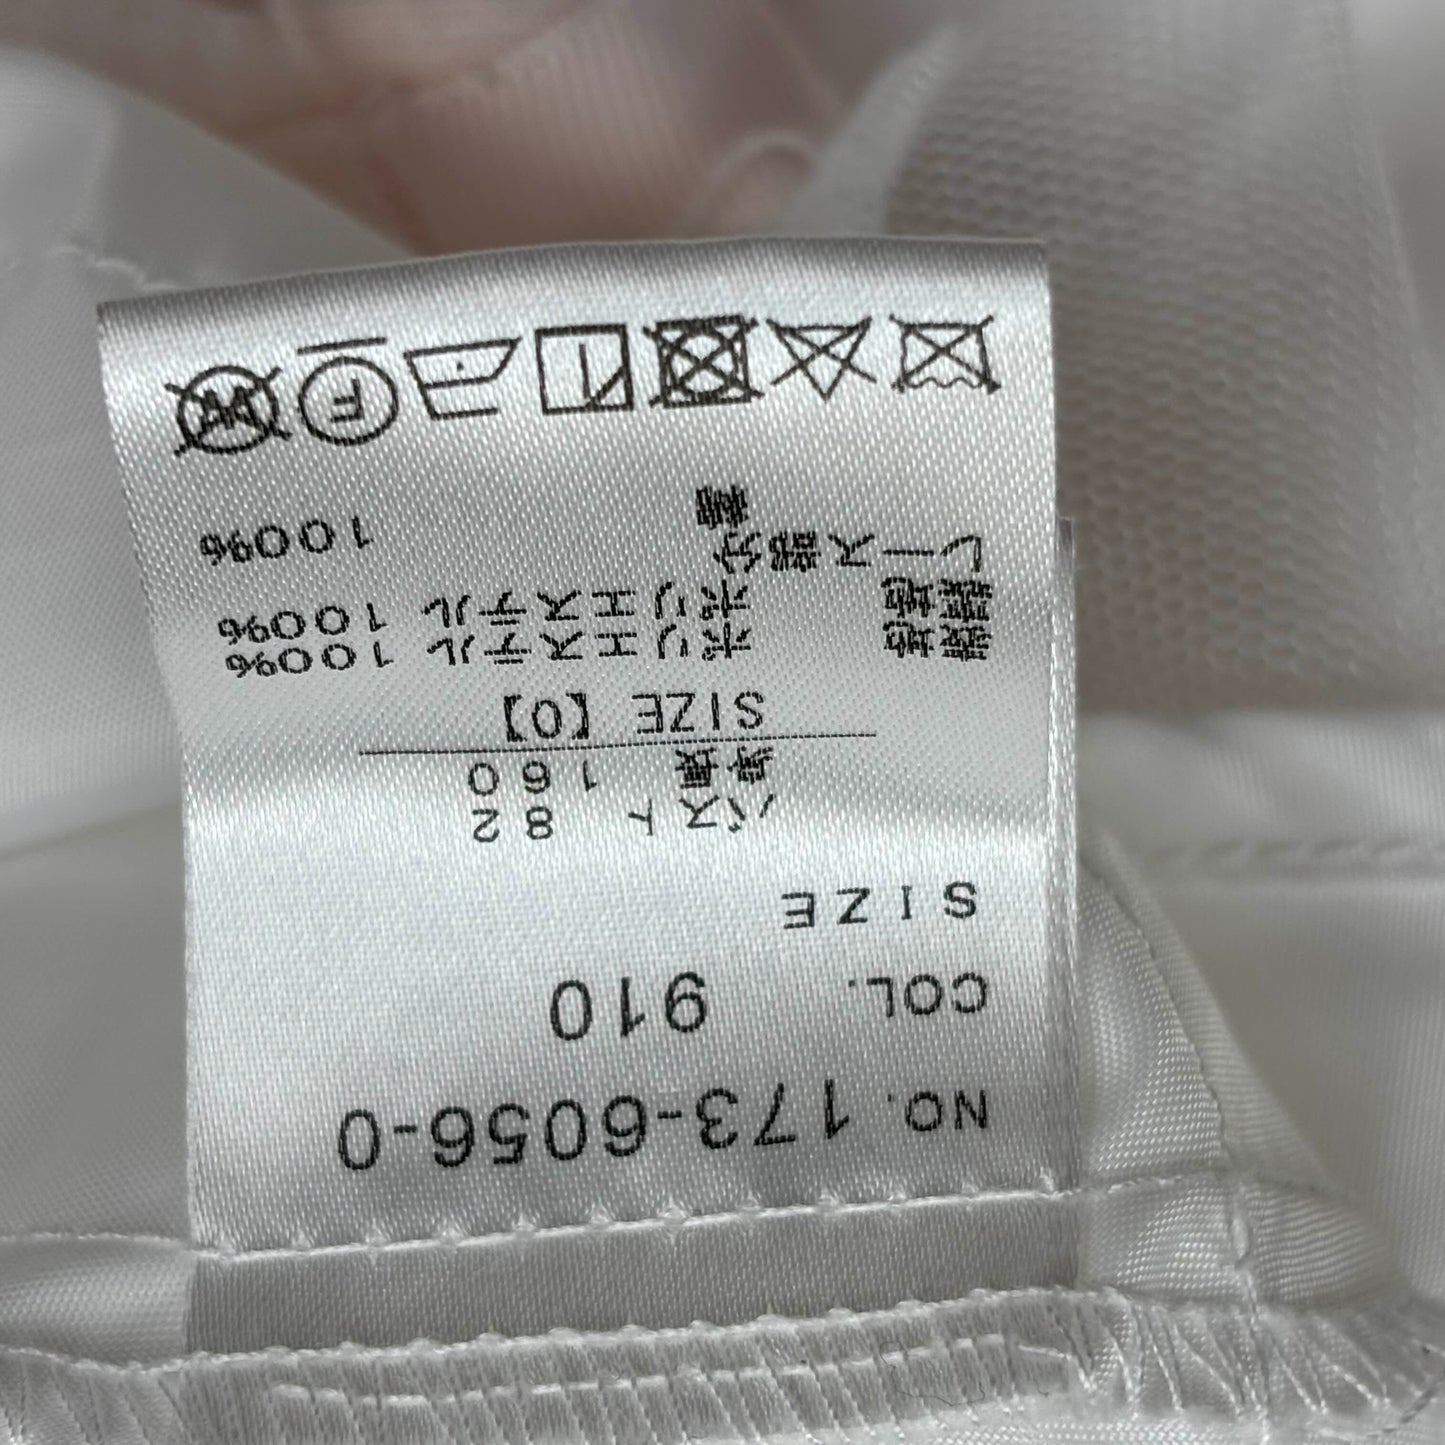 NO. 173-6056-0
COL. 910
SIZE
バスト 82
身長 160
SIZE 【0】
表地 ポリエステル 100%
裏地 ポリエステル 100%
レース部分
綿 100%
F
W